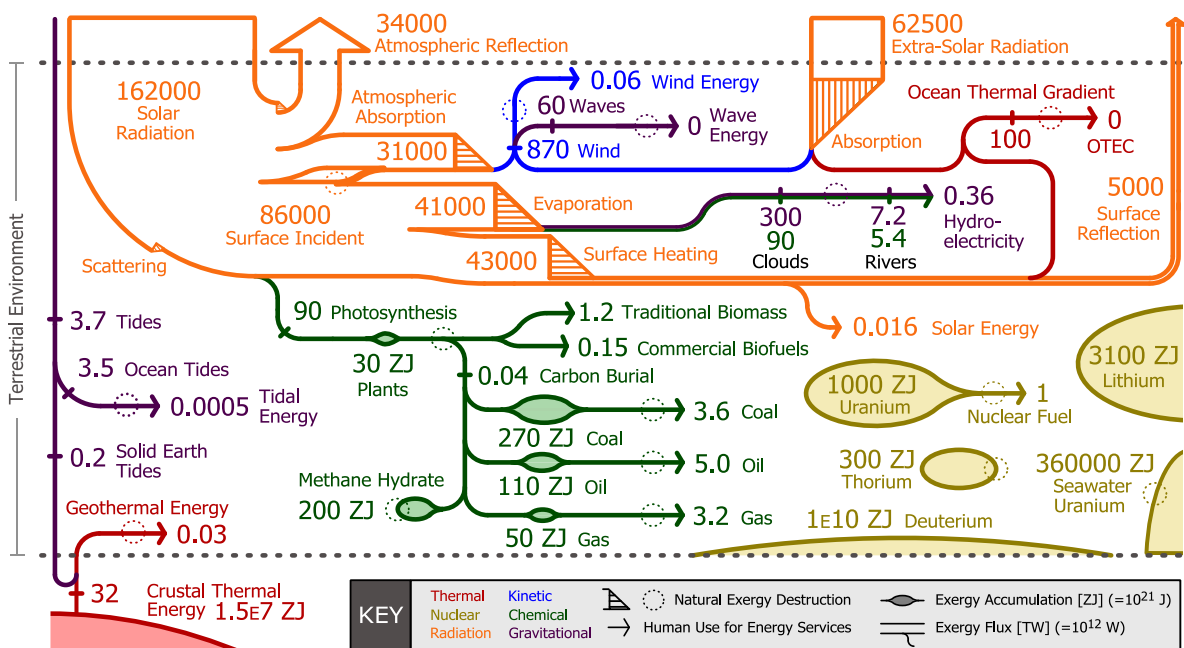 34000
Atmospheric Reflection
62500
Extra-Solar Radiation
162000
Solar
Radiation
Atmospheric
Absorption
31000
0.06 Wind Energy
60 Waves
0 Wave
Energy
870 Wind
Absorption
Ocean Thermal Gradient
100
0
OTEC
5000
Surface
Reflection
86000
Surface Incident
41000
Evaporation
43000
Surface Heating
300
90
Clouds
7.2
5.4
Rivers
0.36
Hydro-
electricity
Scattering
Terrestrial Environment
3.7 Tides
3.5 Ocean Tides
0.0005 Tidal
Energy
0.2 Solid Earth
Tides
Geothermal Energy
0.03
32
Crustal Thermal
Energy 1.5E7 ZJ
90 Photosynthesis
30 ZJ
Plants
1.2 Traditional Biomass
0.15 Commercial Biofuels
0.04 Carbon Burial
3.6 Coal
270 ZJ Coal
5.0 Oil
110 ZJ Oil
Methane Hydrate
200 ZJ
3.2 Gas
50 ZJ Gas
0.016 Solar Energy
1000 ZJ
Uranium
1
Nuclear Fuel
3100 ZJ
Lithium
300 ZJ
Thorium
360000 ZJ
Seawater
Uranium
1E10 ZJ Deuterium
KEY
Thermal
Nuclear
Radiation
Kinetic
Chemical
Gravitational
Natural Exergy Destruction
Human Use for Energy Services
Exergy Accumulation [ZJ] (=10²¹ J)
Exergy Flux [TW] (=10¹² W)